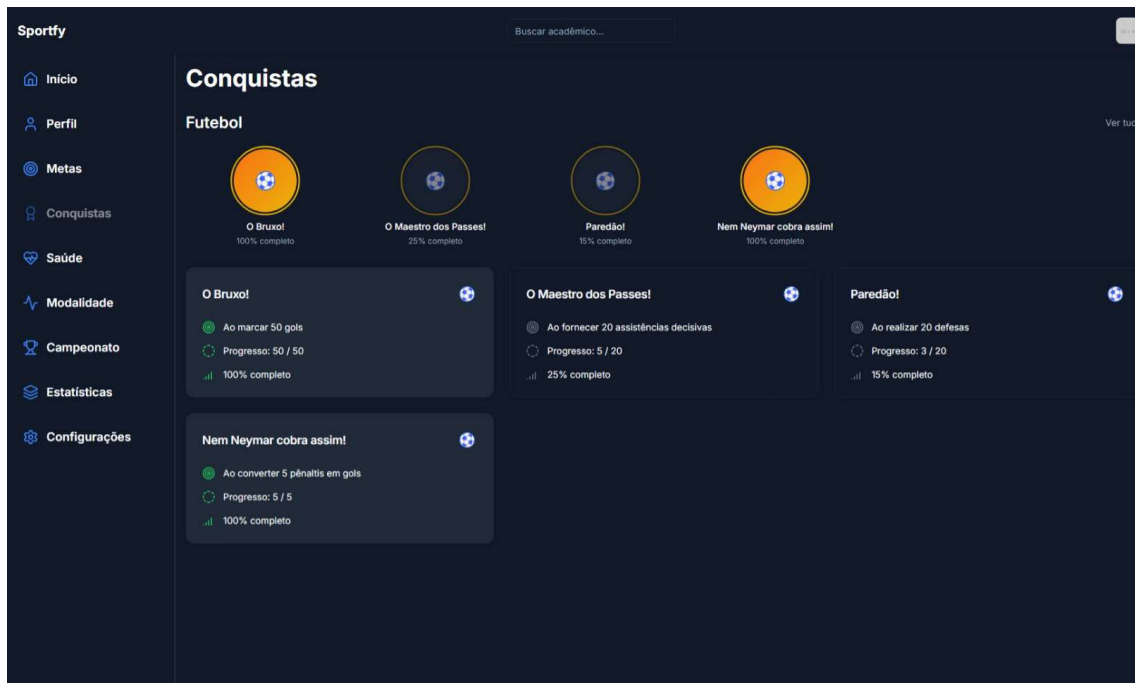 Sportfy
Buscar acadêmico...
Início
Perfil
Metas
Conquistas
Saúde
Modalidade
Campeonato
Estatísticas
Configurações
Conquistas
Futebol
Ver tud
O Bruxo!
100% completo
O Maestro dos Passes!
25% completo
Paredão!
15% completo
Nem Neymar cobra assim!
100% completo
O Bruxo!
Ao marcar 50 gols
Progresso: 50 / 50
100% completo
O Maestro dos Passes!
Ao fornecer 20 assistências decisivas
Progresso: 5 / 20
25% completo
Paredão!
Ao realizar 20 defesas
Progresso: 3 / 20
15% completo
Nem Neymar cobra assim!
Ao converter 5 pênaltis em gols
Progresso: 5 / 5
100% completo